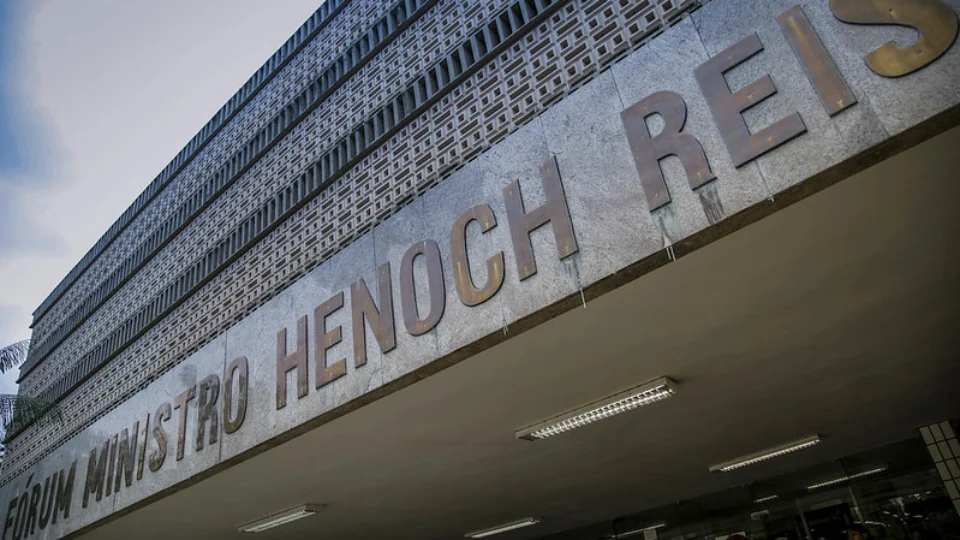 FÓRUM MINISTRO HENOCH REIS